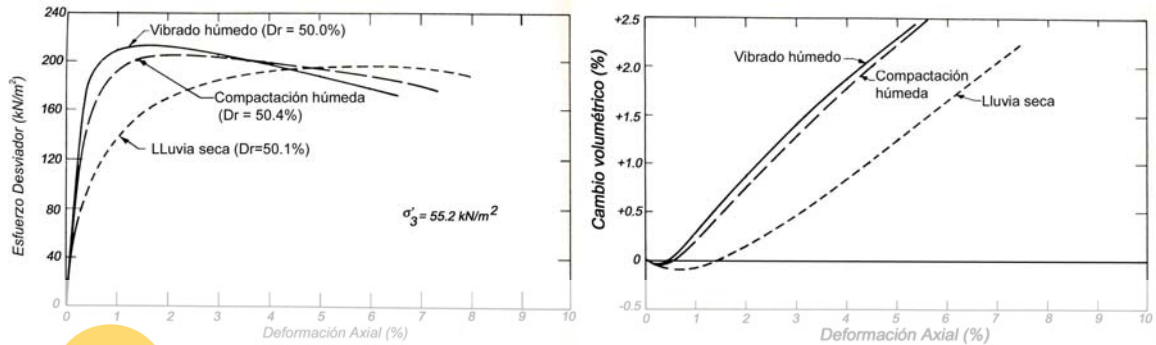 240
200
160
120
80
40
0
Esfuerzo Desviador (kN/m²)
Vibrado húmedo (Dr = 50.0%)
Compactación húmeda
(Dr = 50.4%)
LLuvia seca (Dr=50.1%)
σ'3 = 55.2 kN/m²
0 1 2 3 4 5 6 7 8 9 10
Deformación Axial (%)
+2.5
+2.0
+1.5
+1.0
+0.5
0
-0.5
Cambio volumétrico (%)
Vibrado húmedo
Compactación
húmeda
Lluvia seca
0 1 2 3 4 5 6 7 8 9 10
Deformación Axial (%)